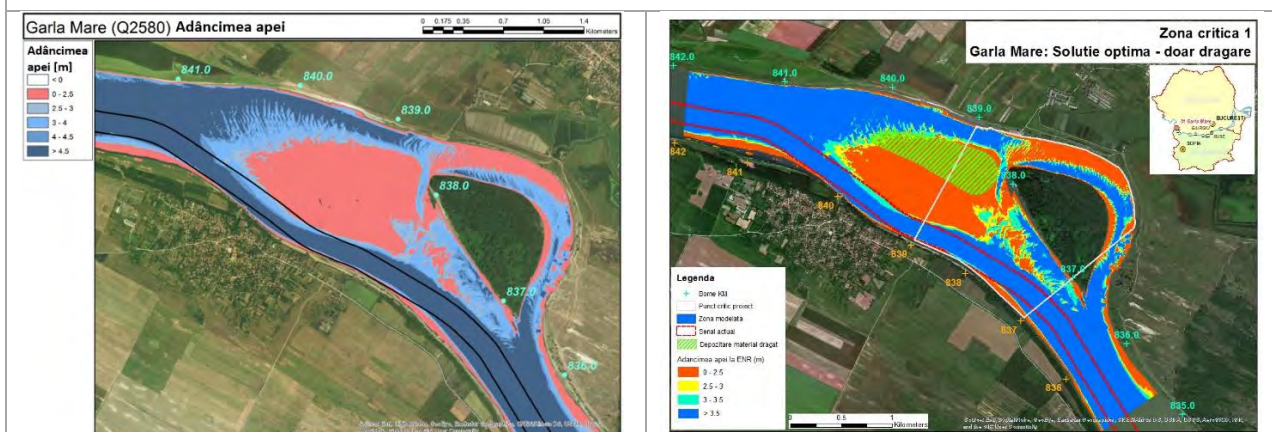 Garla Mare (Q2580) Adâncimea apei
0 0.175 0.35 0.7 1.05 1.4
Kilometers
Adâncimea
apei [m]
< 0
0 - 2.5
2.5 - 3
3 - 4
4 - 4.5
> 4.5
841.0
840.0
839.0
838.0
837.0
836.0
Zona critica 1
Garla Mare: Solutie optima - doar dragare
842.0
841.0
840.0
839.0
838.0
837.0
836.0
835.0
842
841
840
839
838
837
836
BUCURESTI
SOFIA
Legenda
Borne KM
Punct critic proiect
Zona modelata
Senal actual
Depozitare material dragat
Adancimea apei la ENR (m)
0 - 2.5
2.5 - 3
3 - 3.5
> 3.5
0 0.5 1
Kilometers